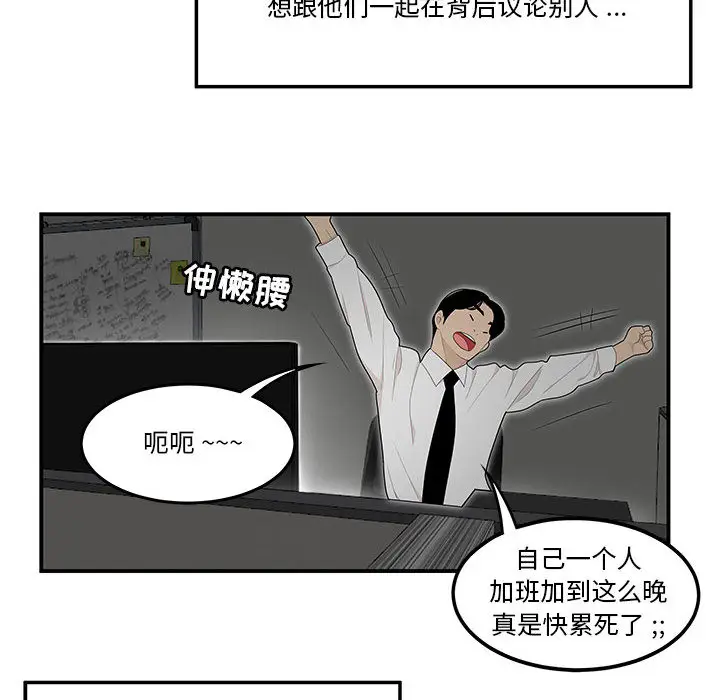 想跟他们一起在背后议论别人 ...
伸懒腰
呃呃 ~~~
自己一个人
加班加到这么晚
真是快累死了 ;;